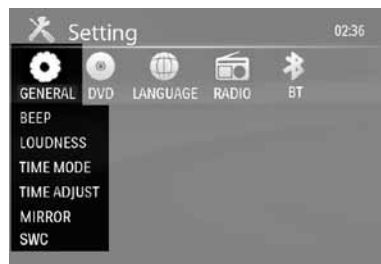 Setting 02:36
GENERAL DVD LANGUAGE RADIO BT
BEEP
LOUDNESS
TIME MODE
TIME ADJUST
MIRROR
SWC